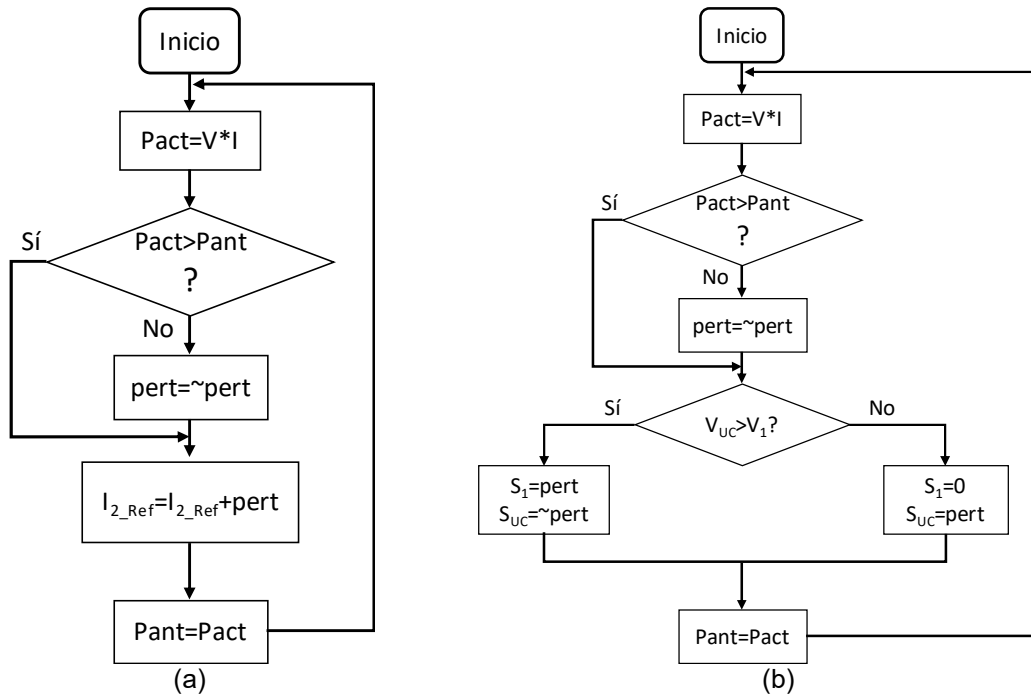 Inicio
Pact=V*I
Pact>Pant
?
Sí
No
pert=~pert
I2_Ref=I2_Ref+pert
Pant=Pact
(a)
Inicio
Pact=V*I
Pact>Pant
?
Sí
No
pert=~pert
VUC>V1?
Sí
No
S1=pert
SUC=~pert
S1=0
SUC=pert
Pant=Pact
(b)